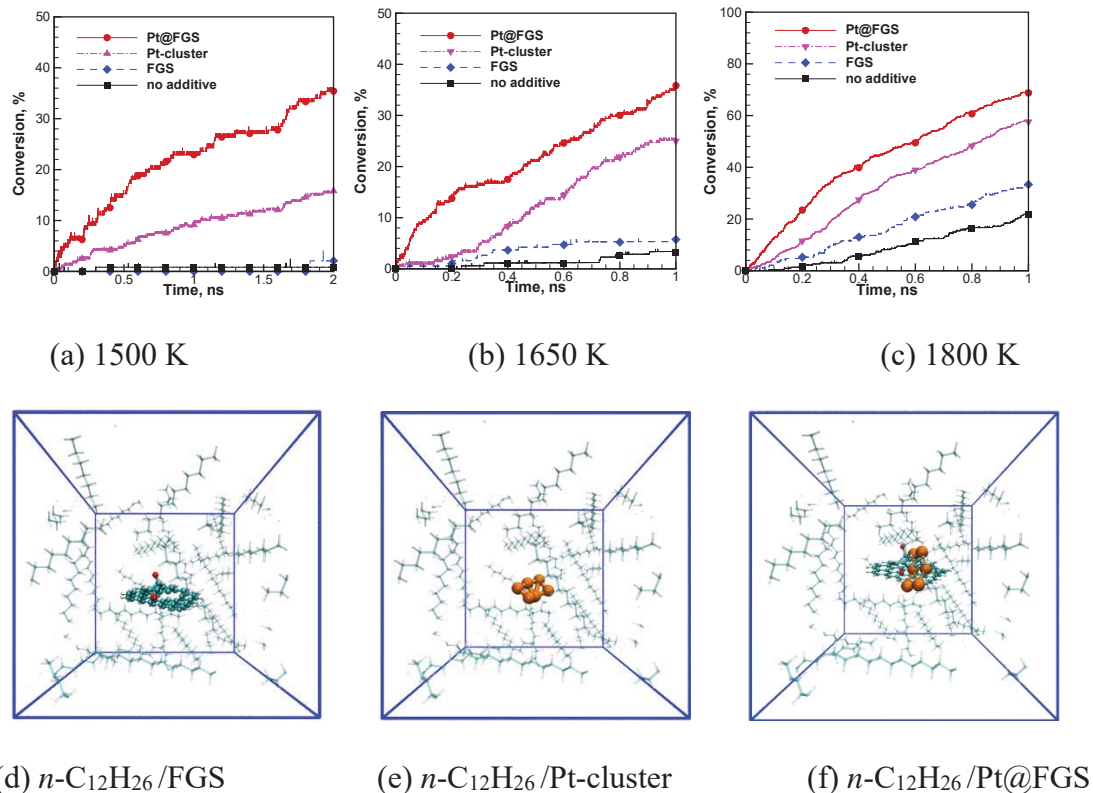 50
40
30
20
10
0
0
0.5
1
1.5
2
Conversion, %
Time, ns
Pt@FGS
Pt-cluster
FGS
no additive
50
40
30
20
10
0
0
0.2
0.4
0.6
0.8
1
Conversion, %
Time, ns
Pt@FGS
Pt-cluster
FGS
no additive
100
80
60
40
20
0
0
0.2
0.4
0.6
0.8
1
Conversion, %
Time, ns
Pt@FGS
Pt-cluster
FGS
no additive
(a) 1500 K
(b) 1650 K
(c) 1800 K
(d) n-C12H26 /FGS
(e) n-C12H26 /Pt-cluster
(f) n-C12H26 /Pt@FGS